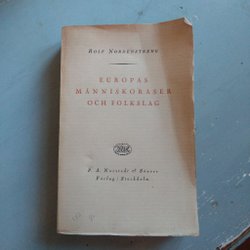 Rolf Nordenstreng
EUROPAS
MÄNNISKORASER
OCH FOLKSLAG
P. A. Norstedt & Söners
Förlag / Stockholm